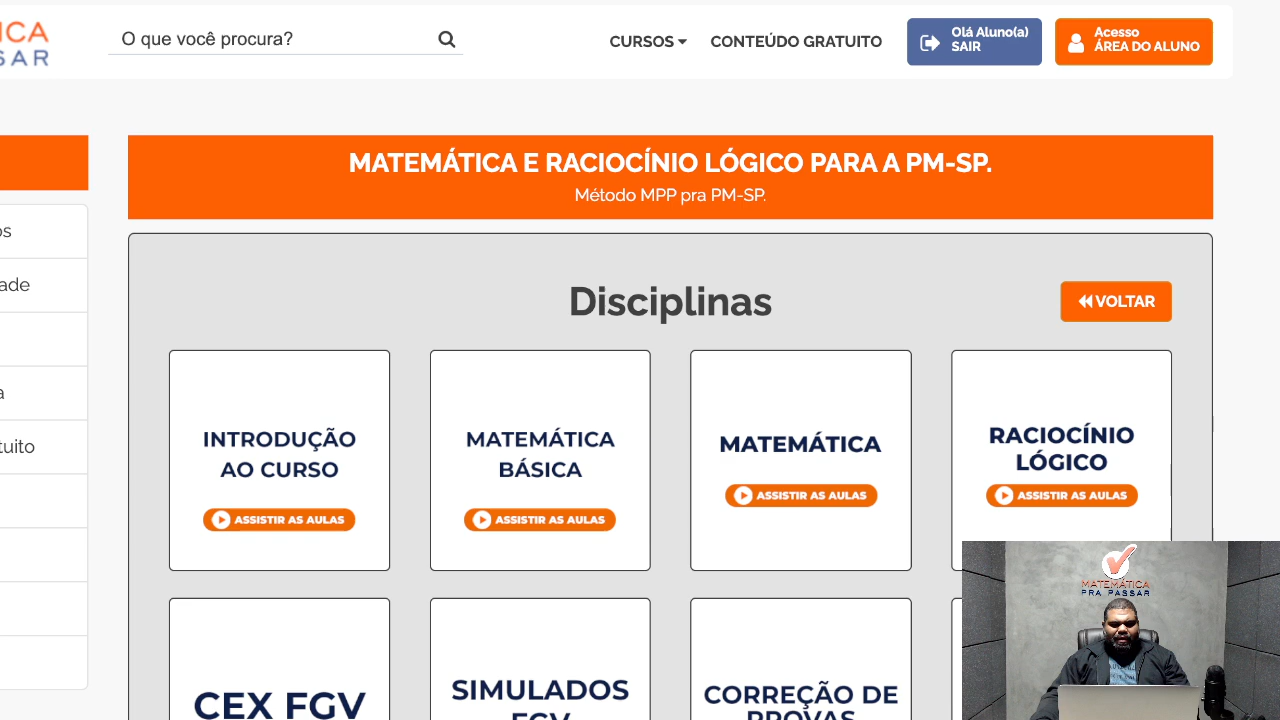 ICA
SSAR
O que você procura?
CURSOS
CONTEÚDO GRATUITO
Olá Aluno(a)
SAIR
Acesso
ÁREA DO ALUNO
os
ade
a
tuito
MATEMÁTICA E RACIOCÍNIO LÓGICO PARA A PM-SP.
Método MPP pra PM-SP.
Disciplinas
VOLTAR
INTRODUÇÃO
AO CURSO
ASSISTIR AS AULAS
MATEMÁTICA
BÁSICA
ASSISTIR AS AULAS
MATEMÁTICA
ASSISTIR AS AULAS
RACIOCÍNIO
LÓGICO
ASSISTIR AS AULAS
CEX FGV
SIMULADOS
FGV
CORREÇÃO DE
PROVAS
MATEMÁTICA
PRA PASSAR